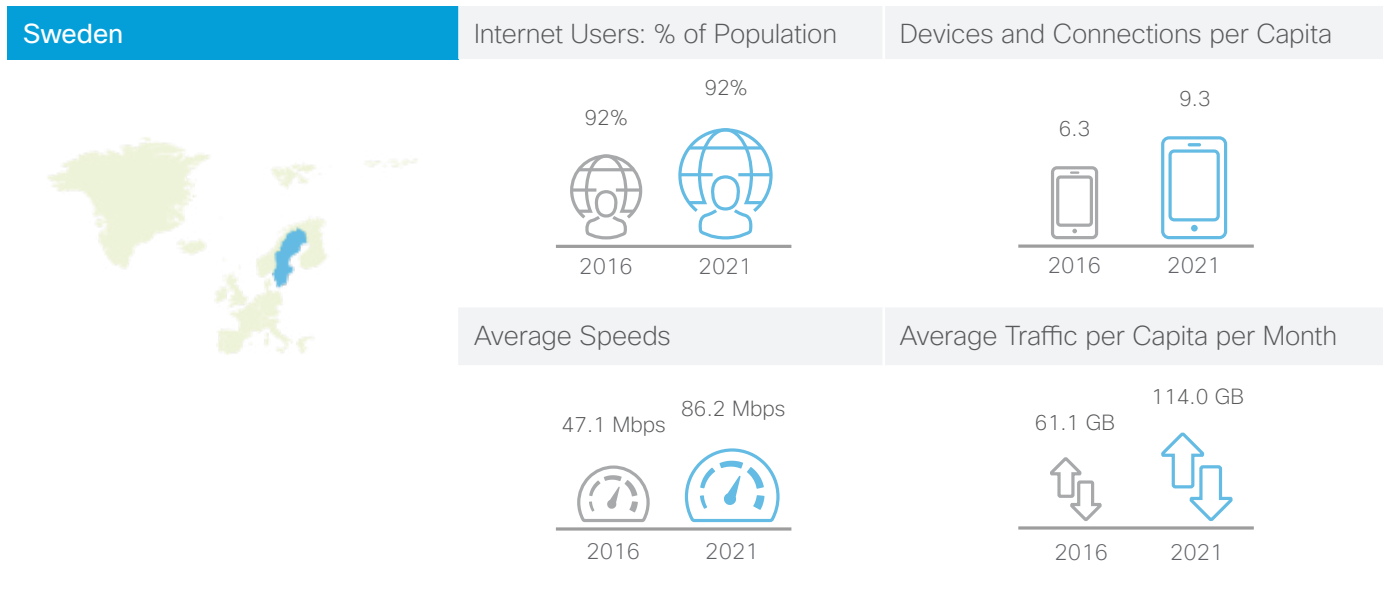 Sweden
Internet Users: % of Population
92%
92%
2016
2021
Devices and Connections per Capita
6.3
9.3
2016
2021
Average Speeds
47.1 Mbps
86.2 Mbps
2016
2021
Average Traffic per Capita per Month
61.1 GB
114.0 GB
2016
2021